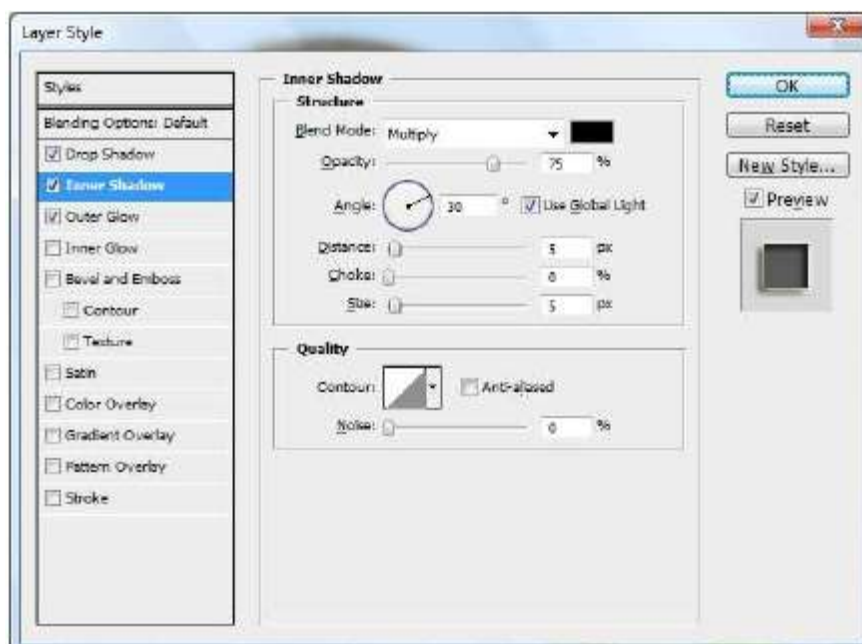 Layer Style
Styles
Blending Options: Default
Drop Shadow
Inner Shadow
Outer Glow
Inner Glow
Bevel and Emboss
Contour
Texture
Satin
Color Overlay
Gradient Overlay
Pattern Overlay
Stroke
Inner Shadow
Structure
Blend Mode: Multiply
Opacity: 75 %
Angle: 30 ° Use Global Light
Distance: 5 px
Choke: 0 %
Size: 5 px
Quality
Contour: Anti-aliased
Noise: 0 %
OK
Reset
New Style...
Preview